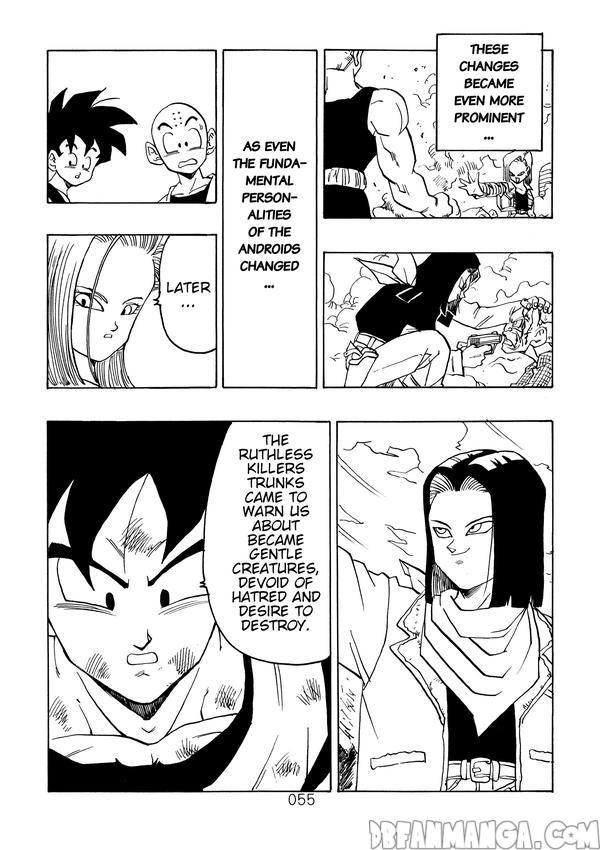 THESE
CHANGES
BECAME
EVEN MORE
PROMINENT
...
AS EVEN
THE FUNDA-
MENTAL
PERSON-
ALITIES
OF THE
ANDROIDS
CHANGED
...
LATER
...
THE
RUTHLESS
KILLERS
TRUNKS
CAME TO
WARN US
ABOUT
BECAME
GENTLE
CREATURES,
DEVOID OF
HATRED AND
DESIRE TO
DESTROY.
055
DBFANMANGA.COM